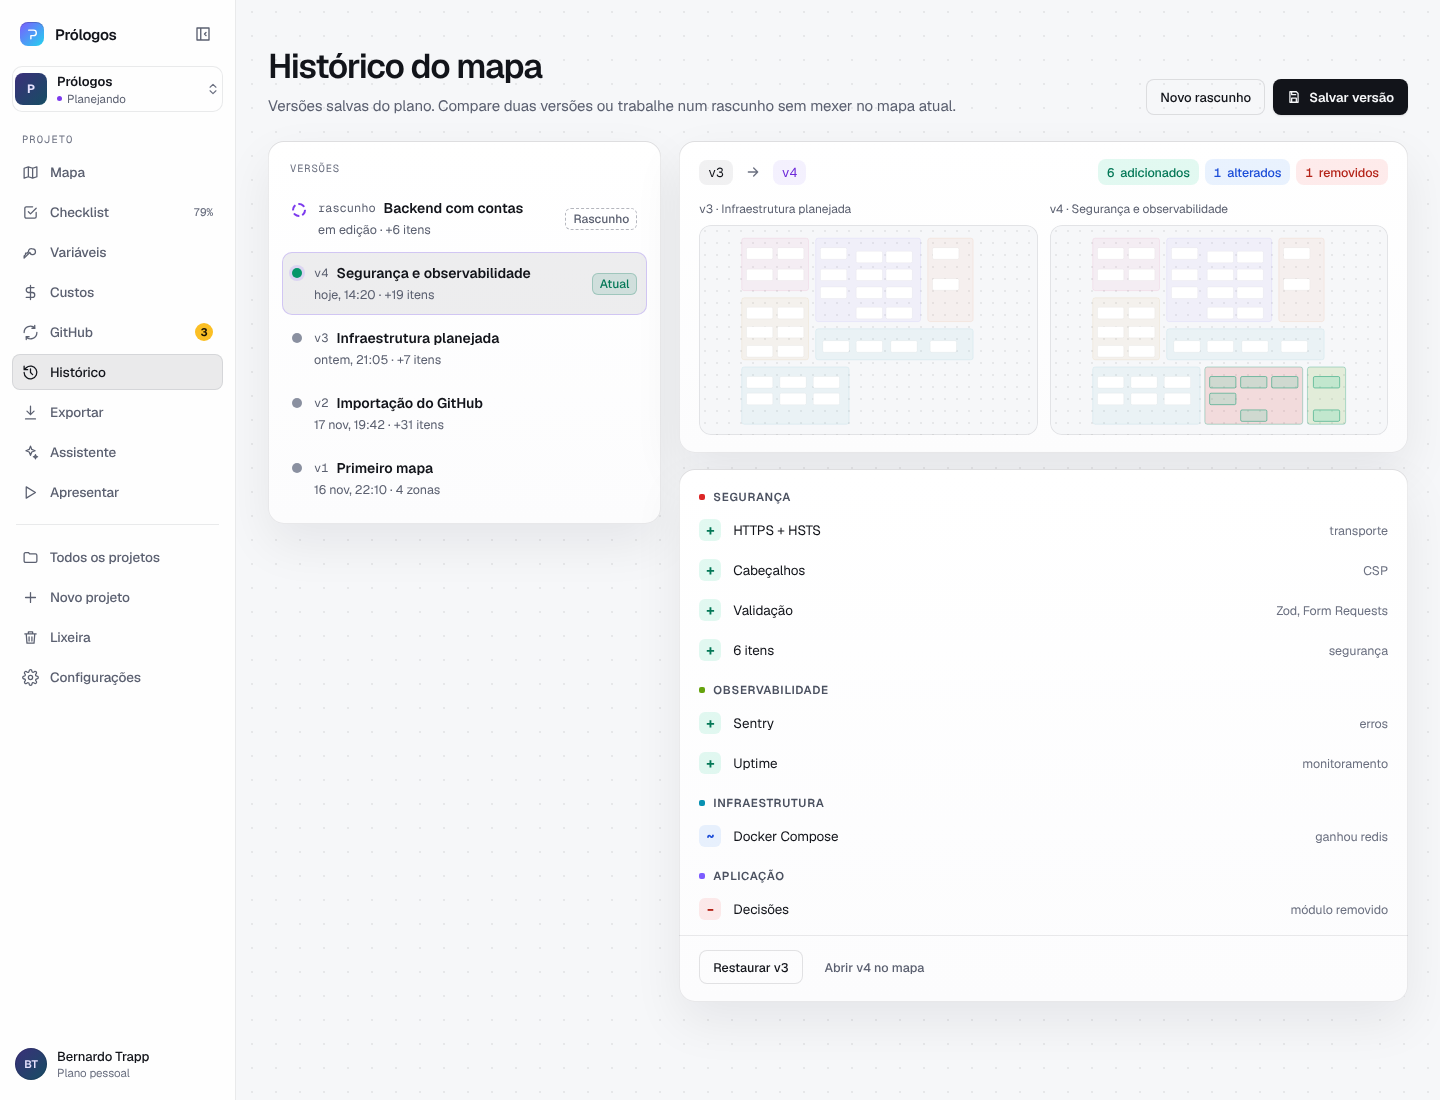 Prólogos
P
Prólogos
Planejando
PROJETO
Mapa
Checklist 79%
Variáveis
Custos
GitHub 3
Histórico
Exportar
Assistente
Apresentar
Todos os projetos
Novo projeto
Lixeira
Configurações
BT
Bernardo Trapp
Plano pessoal
Histórico do mapa
Versões salvas do plano. Compare duas versões ou trabalhe num rascunho sem mexer no mapa atual.
Novo rascunho
Salvar versão
VERSÕES
rascunho Backend com contas
em edição · +6 itens
Rascunho
v4 Segurança e observabilidade
hoje, 14:20 · +19 itens
Atual
v3 Infraestrutura planejada
ontem, 21:05 · +7 itens
v2 Importação do GitHub
17 nov, 19:42 · +31 itens
v1 Primeiro mapa
16 nov, 22:10 · 4 zonas
v3 → v4
6 adicionados
1 alterados
1 removidos
v3 · Infraestrutura planejada
v4 · Segurança e observabilidade
SEGURANÇA
+ HTTPS + HSTS transporte
+ Cabeçalhos CSP
+ Validação Zod, Form Requests
+ 6 itens segurança
OBSERVABILIDADE
+ Sentry erros
+ Uptime monitoramento
INFRAESTRUTURA
~ Docker Compose ganhou redis
APLICAÇÃO
− Decisões módulo removido
Restaurar v3
Abrir v4 no mapa